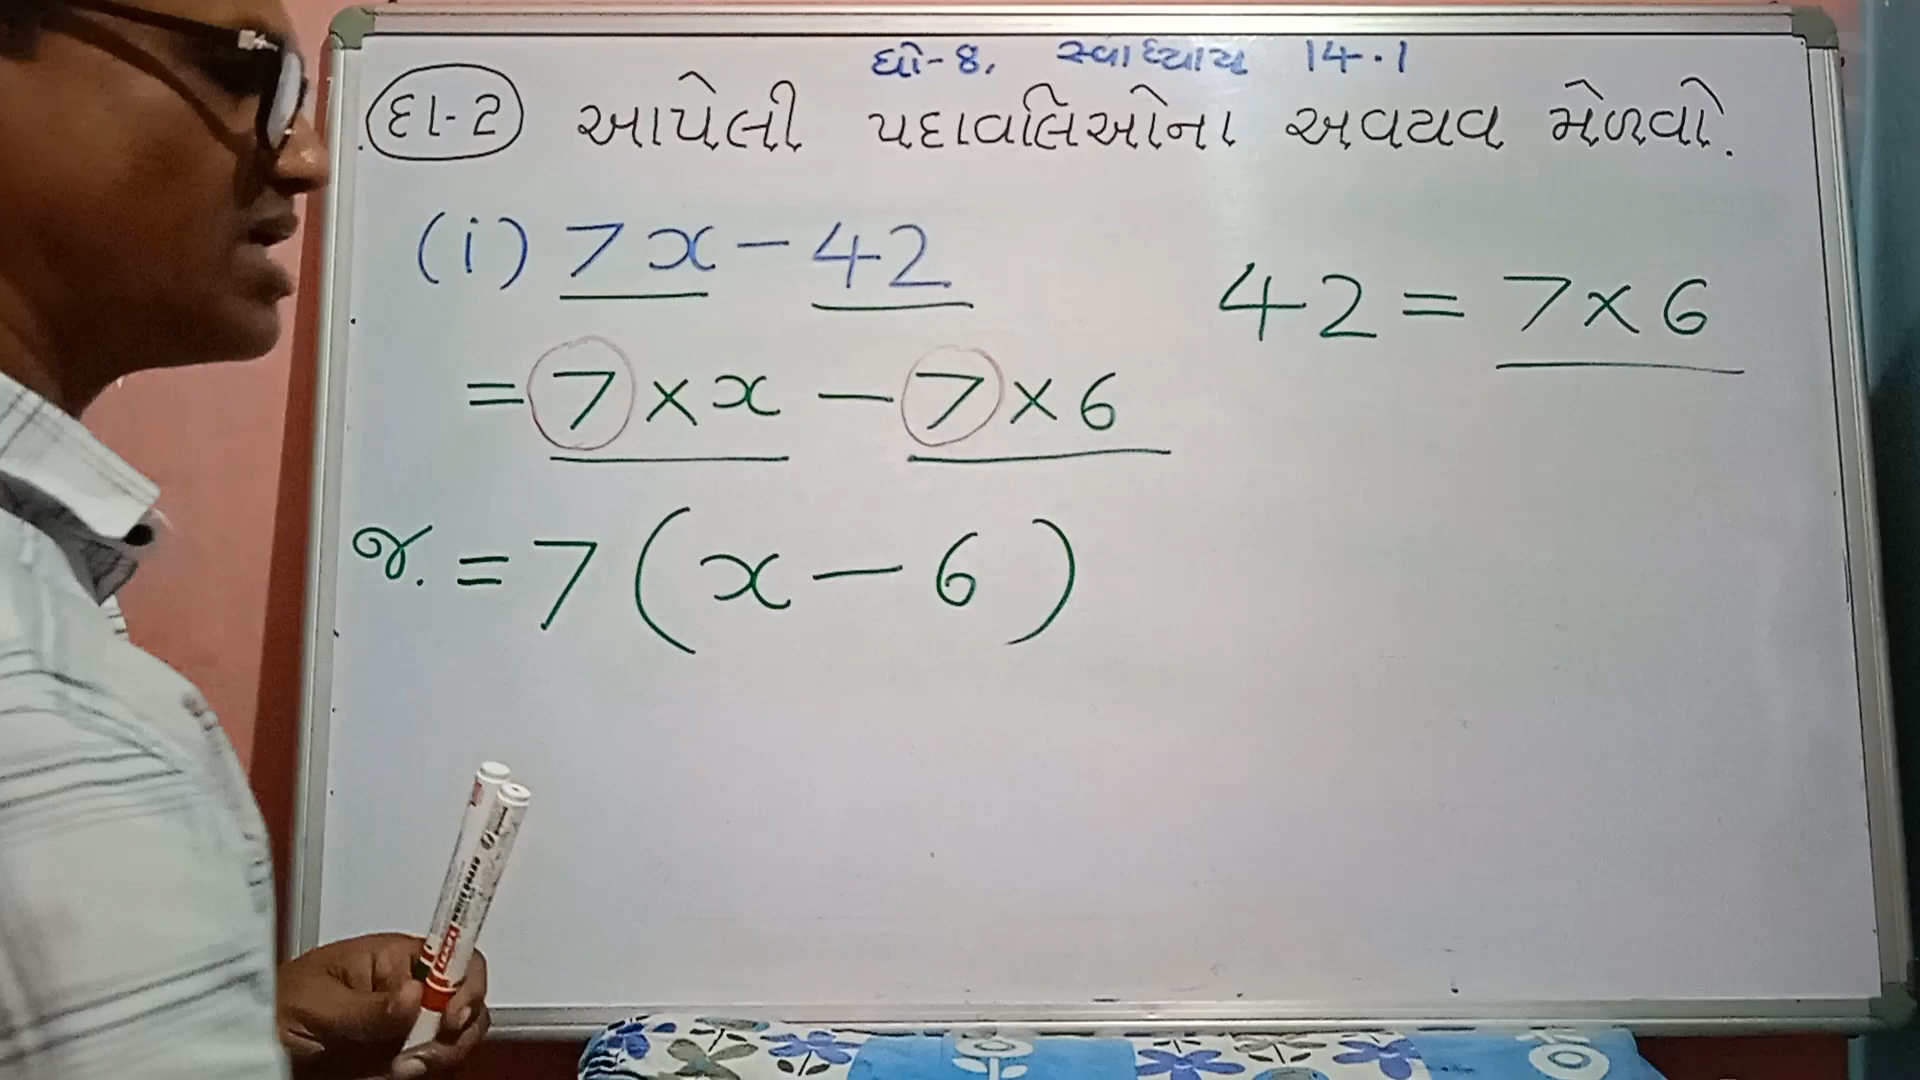 ધો-8, સ્વાધ્યાય 14.1
દા-2 આપેલી પદાવલિઓના અવયવ મેળવો.
(i) 7x - 42
42 = 7 × 6
= 7 × x - 7 × 6
જ. = 7 ( x - 6 )